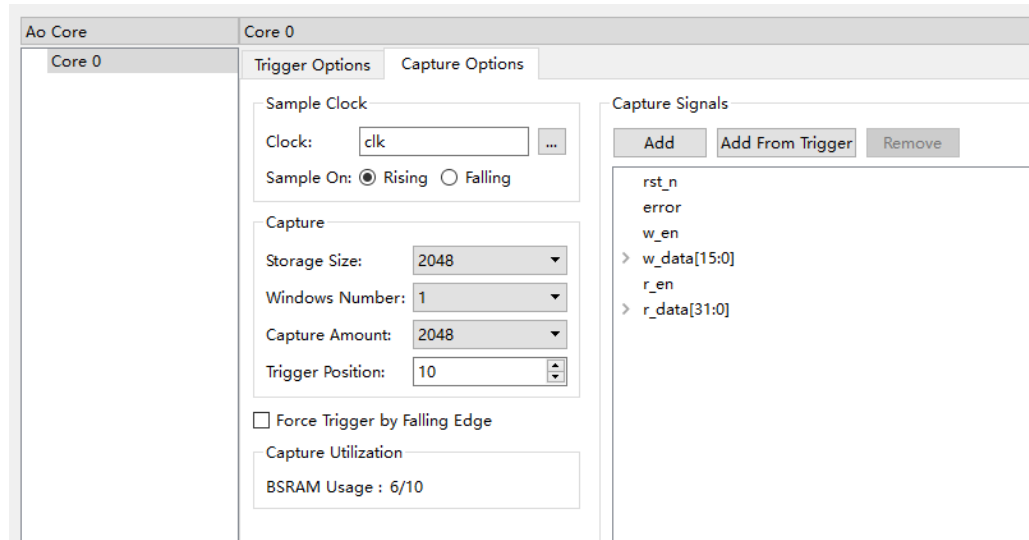 Ao Core
Core 0
Core 0
Trigger Options
Capture Options
Sample Clock
Clock:
clk
...
Sample On:
Rising
Falling
Capture
Storage Size:
2048
Windows Number:
1
Capture Amount:
2048
Trigger Position:
10
Force Trigger by Falling Edge
Capture Utilization
BSRAM Usage : 6/10
Capture Signals
Add
Add From Trigger
Remove
rst_n
error
w_en
w_data[15:0]
r_en
r_data[31:0]